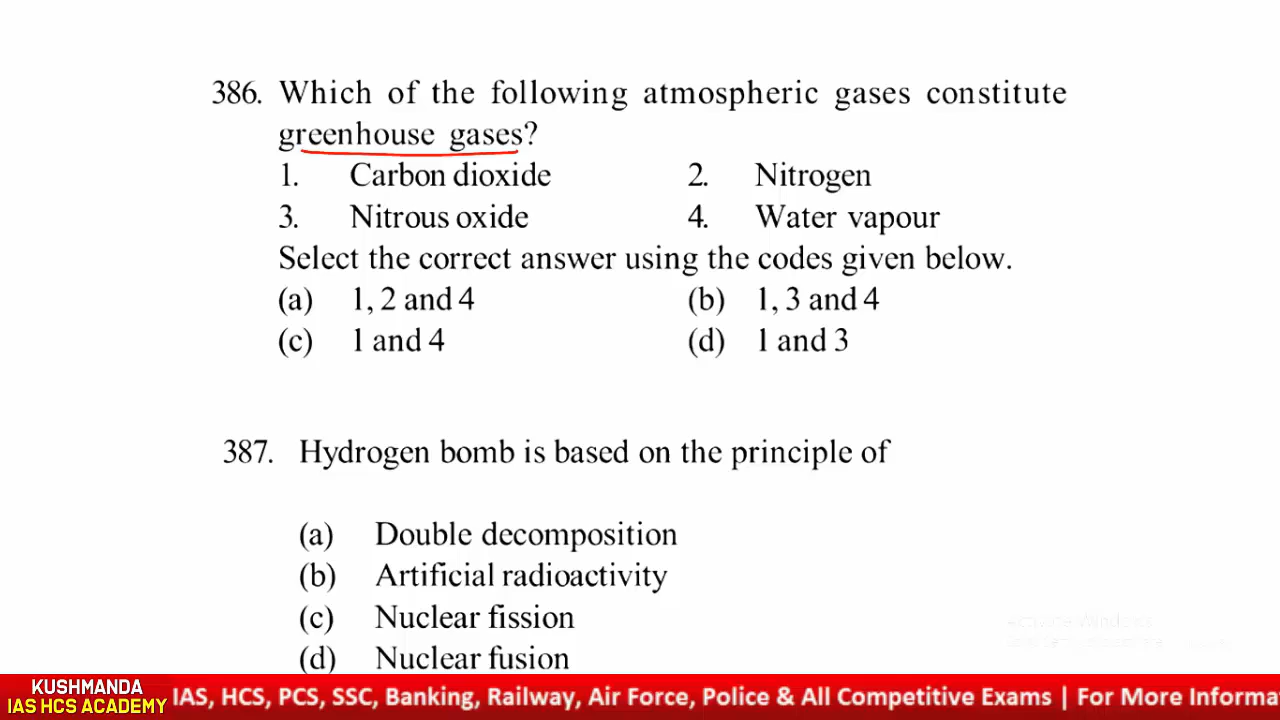 386. Which of the following atmospheric gases constitute
greenhouse gases?
1. Carbon dioxide 2. Nitrogen
3. Nitrous oxide 4. Water vapour
Select the correct answer using the codes given below.
(a) 1, 2 and 4 (b) 1, 3 and 4
(c) 1 and 4 (d) 1 and 3
387. Hydrogen bomb is based on the principle of
(a) Double decomposition
(b) Artificial radioactivity
(c) Nuclear fission
(d) Nuclear fusion
KUSHMANDA
IAS HCS ACADEMY
IAS, HCS, PCS, SSC, Banking, Railway, Air Force, Police & All Competitive Exams | For More Informa